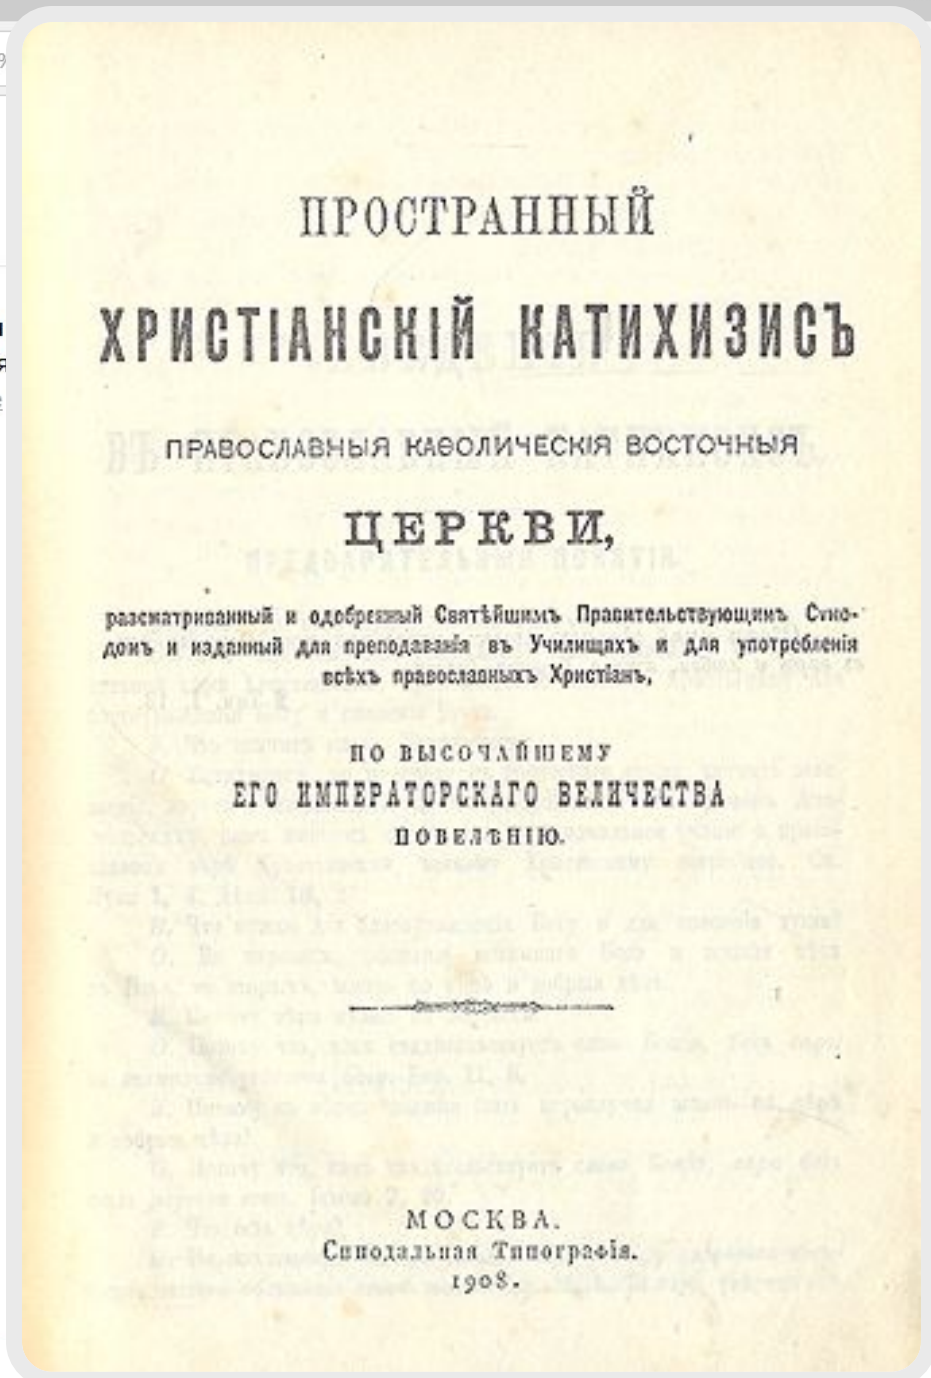 ПРОСТРАННЫЙ
ХРИСТІАНСКІЙ КАТИХИЗИСЪ
ПРАВОСЛАВНЫЯ КАѲОЛИЧЕСКІЯ ВОСТОЧНЫЯ
ЦЕРКВИ,
разсматриванный и одобренный Святѣйшимъ Правительствующимъ Сѵно-
домъ и изданный для преподаванія въ Училищахъ и для употребленія
всѣхъ православныхъ Христіанъ,
ПО ВЫСОЧАЙШЕМУ
ЕГО ИМПЕРАТОРСКАГО ВЕЛИЧЕСТВА
ПОВЕЛѢНІЮ.
МОСКВА.
Синодальная Типографія.
1908.